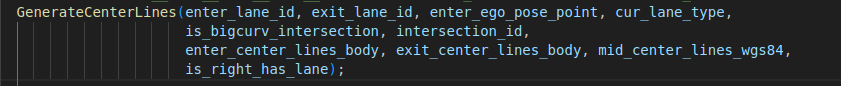 GenerateCenterLines(enter_lane_id, exit_lane_id, enter_ego_pose_point, cur_lane_type,
is_bigcurv_intersection, intersection_id,
enter_center_lines_body, exit_center_lines_body, mid_center_lines_wgs84,
is_right_has_lane);